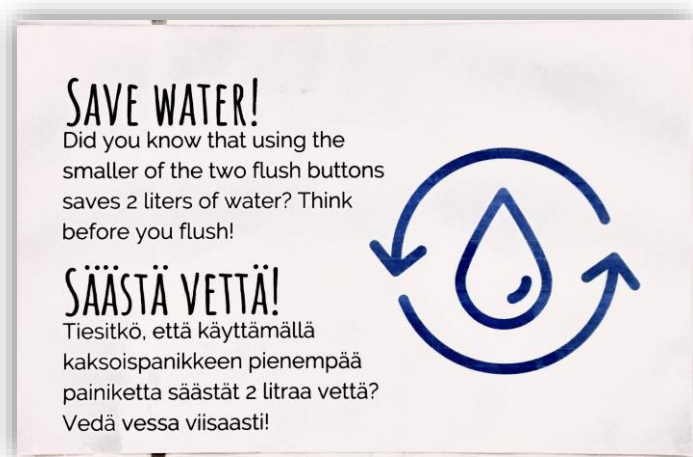 SAVE WATER!
Did you know that using the
smaller of the two flush buttons
saves 2 liters of water? Think
before you flush!
SÄÄSTÄ VETTÄ!
Tiesitkö, että käyttämällä
kaksoispanikkeen pienempää
painiketta säästät 2 litraa vettä?
Vedä vessa viisaasti!